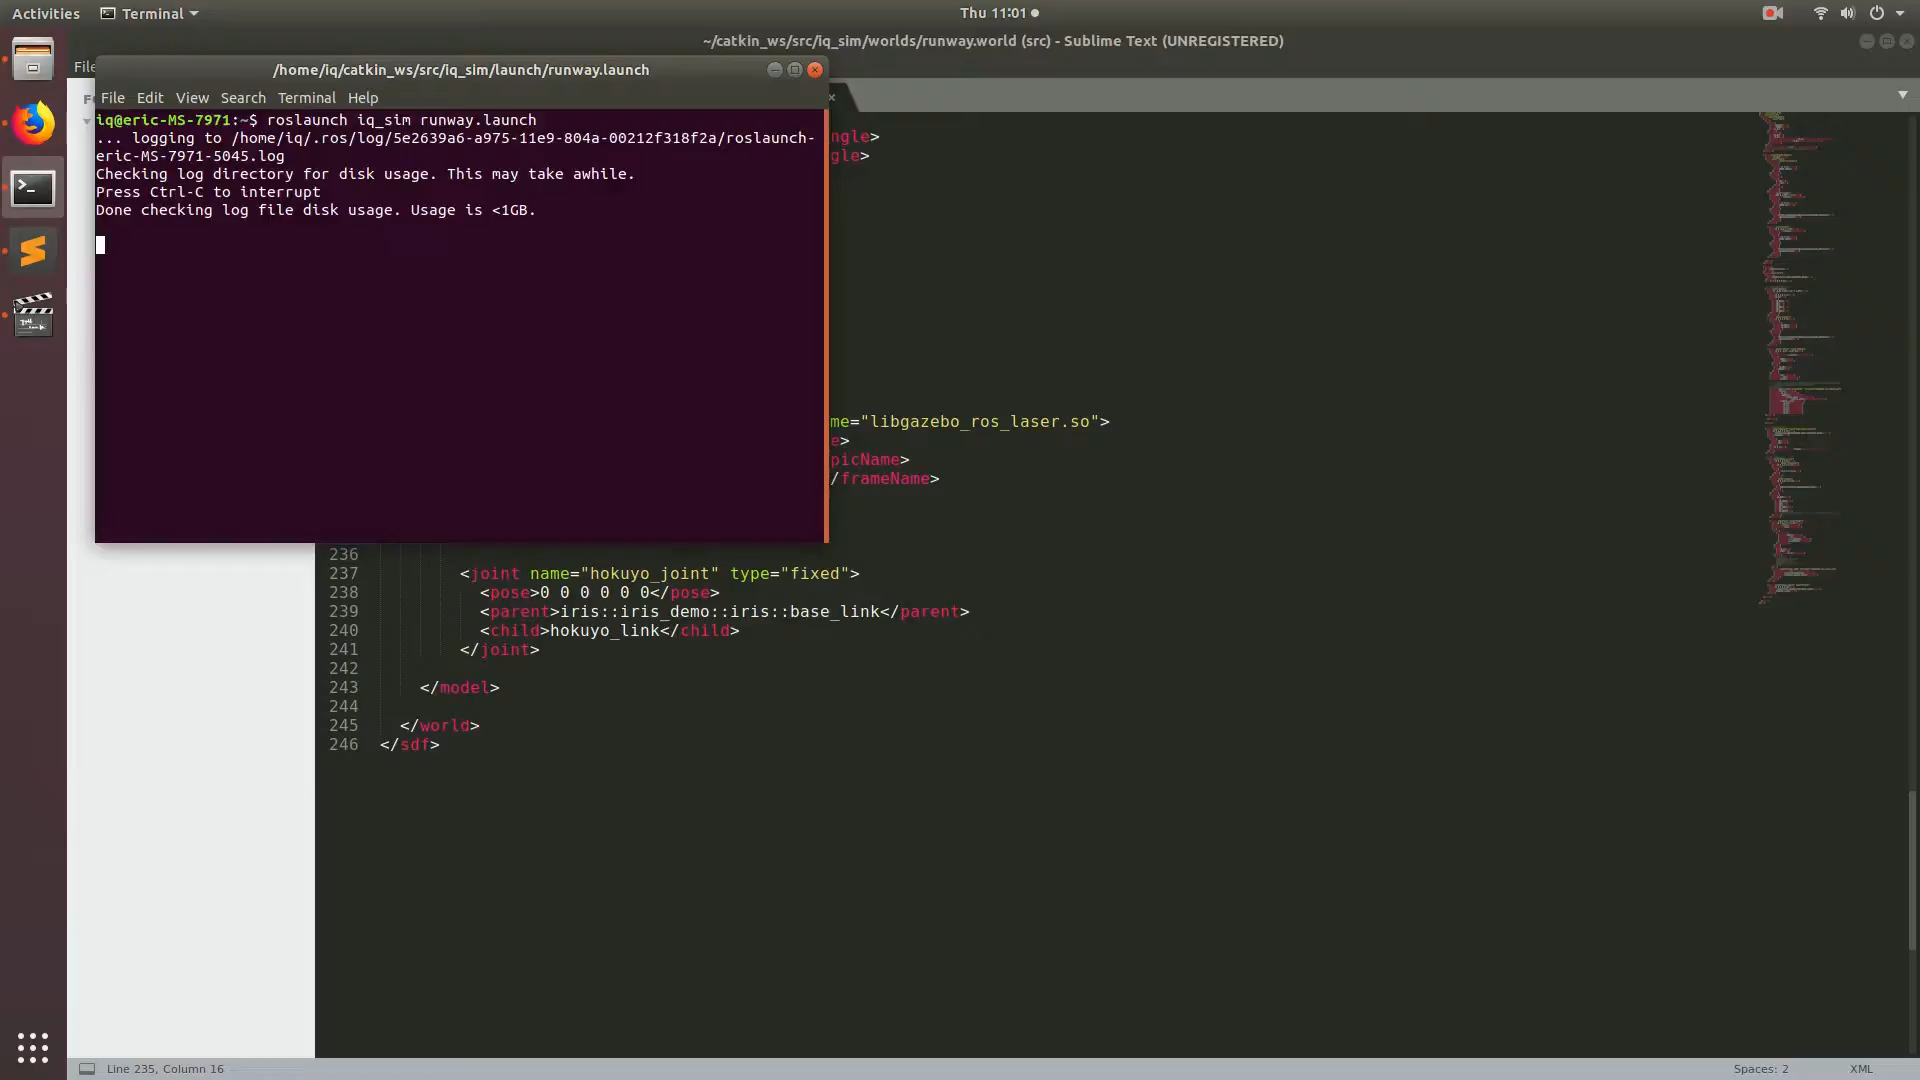 Activities
Terminal
Thu 11:01
~/catkin_ws/src/iq_sim/worlds/runway.world (src) - Sublime Text (UNREGISTERED)
File
/home/iq/catkin_ws/src/iq_sim/launch/runway.launch
File Edit View Search Terminal Help
iq@eric-MS-7971:~$ roslaunch iq_sim runway.launch
... logging to /home/iq/.ros/log/5e2639a6-a975-11e9-804a-00212f318f2a/roslaunch-
eric-MS-7971-5045.log
Checking log directory for disk usage. This may take awhile.
Press Ctrl-C to interrupt
Done checking log file disk usage. Usage is <1GB.
ngle>
gle>
me="libgazebo_ros_laser.so">
e>
picName>
/frameName>
236
237 <joint name="hokuyo_joint" type="fixed">
238 <pose>0 0 0 0 0 0</pose>
239 <parent>iris::iris_demo::iris::base_link</parent>
240 <child>hokuyo_link</child>
241 </joint>
242
243 </model>
244
245 </world>
246 </sdf>
Line 235, Column 16
Spaces: 2
XML